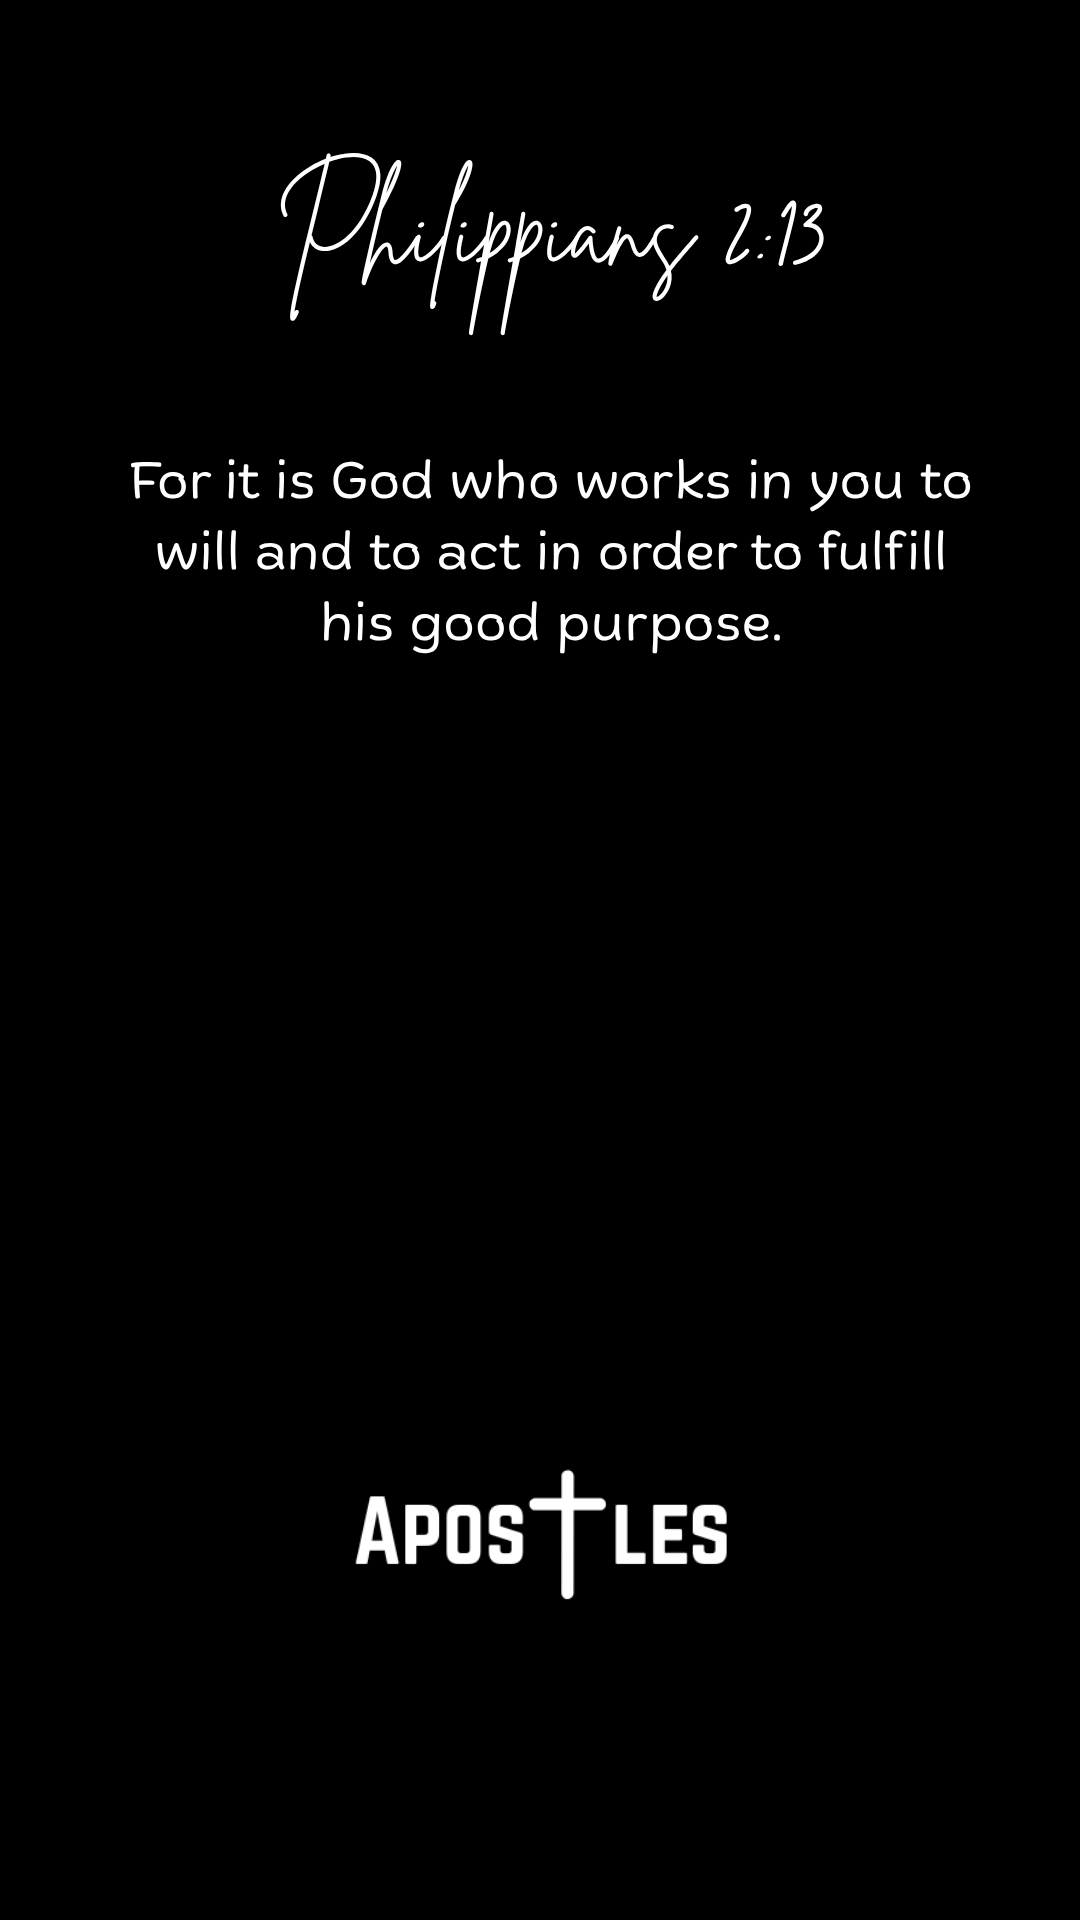 Philippians 2:13
For it is God who works in you to
will and to act in order to fulfill
his good purpose.
APOSTLES